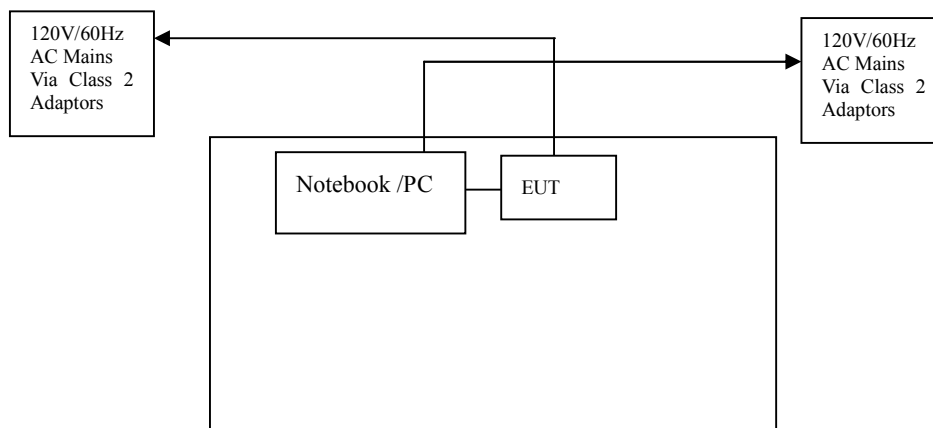 120V/60Hz
AC Mains
Via Class 2
Adaptors
120V/60Hz
AC Mains
Via Class 2
Adaptors
Notebook /PC
EUT